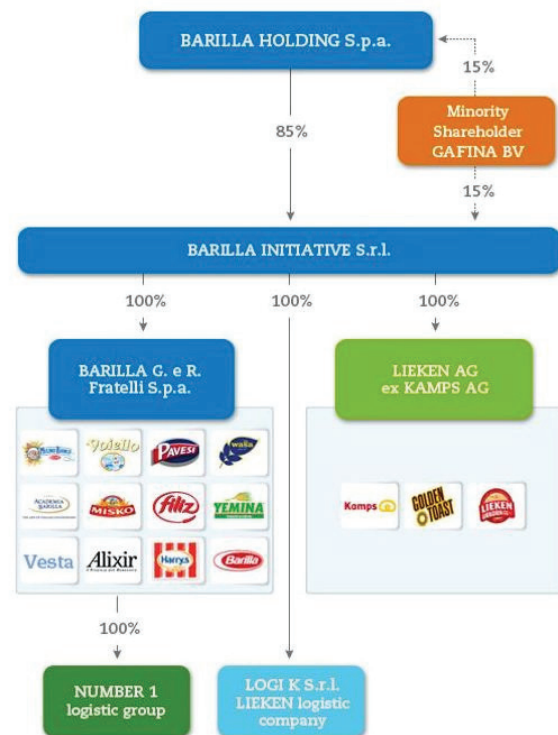 BARILLA HOLDING S.p.a.
15%
85%
Minority
Shareholder
GAFINA BV
15%
BARILLA INITIATIVE S.r.l.
100%
100%
100%
BARILLA G. e R.
Fratelli S.p.a.
LIEKEN AG
ex KAMPS AG
Voiello
PAVESI
wasa
ACADEMIA
BARILLA
MISKO
filiz
YEMINA
Kamps
GOLDEN
TOAST
LIEKEN
Vesta
Alixir
Harrys
Barilla
100%
NUMBER 1
logistic group
LOGI K S.r.l.
LIEKEN logistic
company